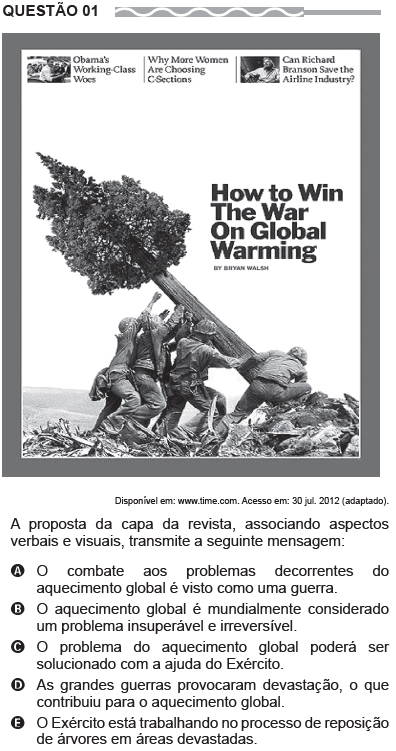 QUESTÃO 01
Obama's
Working-Class
Woes
Why More Women
Are Choosing
C-Sections
Can Richard
Branson Save the
Airline Industry?
How to Win
The War
On Global
Warming
BY BRYAN WALSH
Disponível em: www.time.com. Acesso em: 30 jul. 2012 (adaptado).
A proposta da capa da revista, associando aspectos
verbais e visuais, transmite a seguinte mensagem:
A O combate aos problemas decorrentes do
aquecimento global é visto como uma guerra.
B O aquecimento global é mundialmente considerado
um problema insuperável e irreversível.
C O problema do aquecimento global poderá ser
solucionado com a ajuda do Exército.
D As grandes guerras provocaram devastação, o que
contribuiu para o aquecimento global.
E O Exército está trabalhando no processo de reposição
de árvores em áreas devastadas.